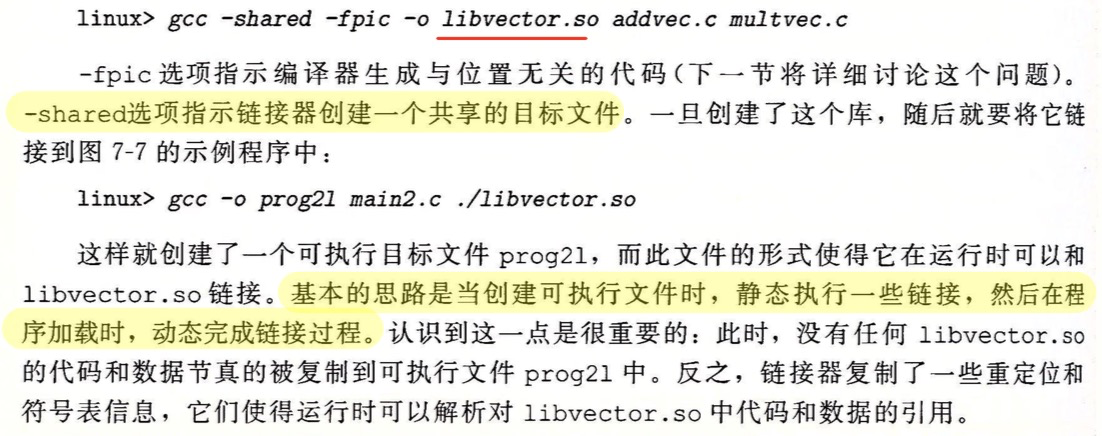 linux> gcc -shared -fpic -o libvector.so addvec.c multvec.c
-fpic 选项指示编译器生成与位置无关的代码(下一节将详细讨论这个问题)。
-shared选项指示链接器创建一个共享的目标文件。一旦创建了这个库，随后就要将它链
接到图 7-7 的示例程序中：
linux> gcc -o prog2l main2.c ./libvector.so
这样就创建了一个可执行目标文件 prog2l，而此文件的形式使得它在运行时可以和
libvector.so 链接。基本的思路是当创建可执行文件时，静态执行一些链接，然后在程
序加载时，动态完成链接过程。认识到这一点是很重要的：此时，没有任何 libvector.so
的代码和数据节真的被复制到可执行文件 prog2l 中。反之，链接器复制了一些重定位和
符号表信息，它们使得运行时可以解析对 libvector.so 中代码和数据的引用。